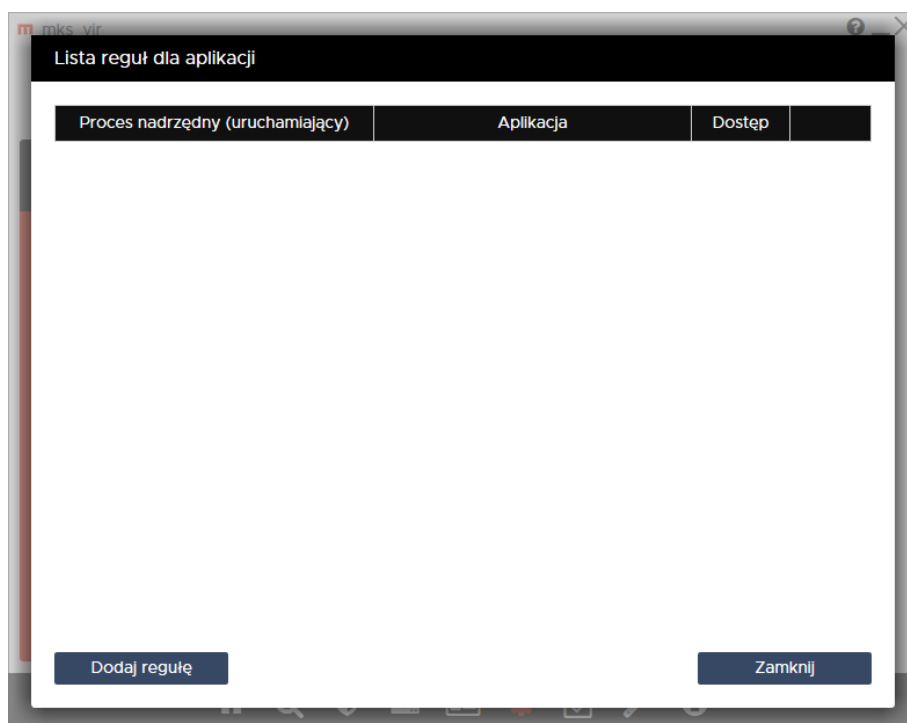 m mks_vir
Lista reguł dla aplikacji
Proces nadrzędny (uruchamiający) Aplikacja Dostęp
Dodaj regułę Zamknij